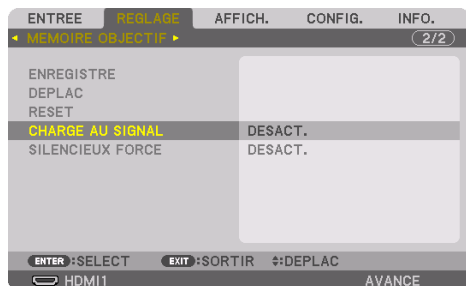 ENTREE REGLAGE AFFICH. CONFIG. INFO.
MEMOIRE OBJECTIF 2/2
ENREGISTRE
DEPLAC
RESET
CHARGE AU SIGNAL DESACT.
SILENCIEUX FORCE DESACT.
ENTER :SELECT EXIT :SORTIR :DEPLAC
HDMI1 AVANCE